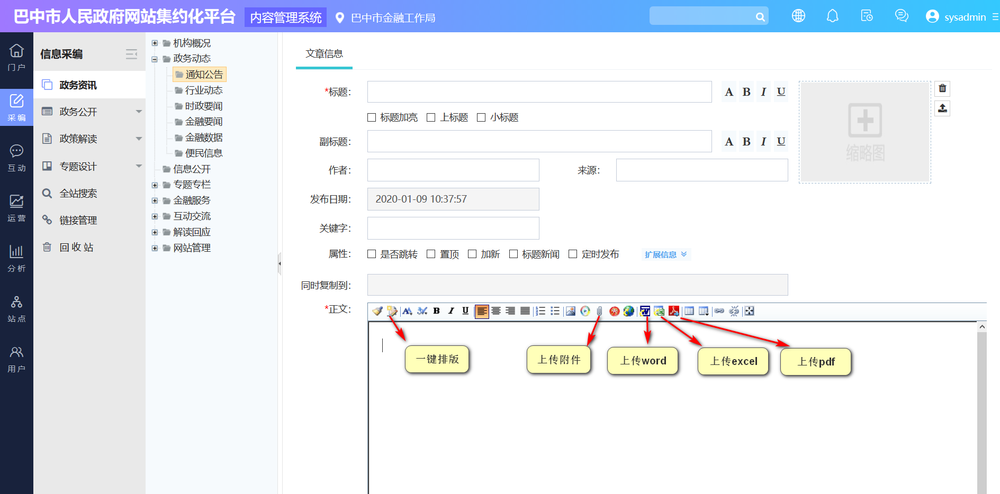 巴中市人民政府网站集约化平台 内容管理系统 巴中市金融工作局 sysadmin
门户
采编
互动
运营
分析
站点
用户
信息采编
政务资讯
政务公开
政策解读
专题设计
全站搜索
链接管理
回收站
机构概况
政务动态
通知公告
行业动态
时政要闻
金融要闻
金融数据
便民信息
信息公开
专题专栏
金融服务
互动交流
解读回应
网站管理
文章信息
*标题： A B I U
标题加亮 上标题 小标题
副标题： A B I U
缩略图
作者： 来源：
发布日期： 2020-01-09 10:37:57
关键字：
属性： 是否跳转 置顶 加新 标题新闻 定时发布 扩展信息
同时复制到：
*正文： B I U
一键排版 上传附件 上传word 上传excel 上传pdf